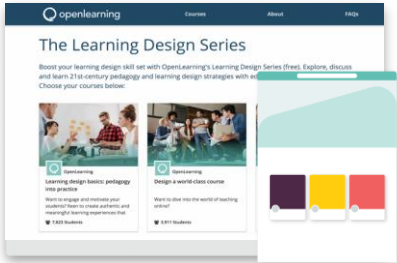 openlearning
Courses
About
FAQs
The Learning Design Series
Boost your learning design skill set with OpenLearning's Learning Design Series (free). Explore, discuss
and learn 21st-century pedagogy and learning design strategies with
Choose your courses below:
OpenLearning
Learning design basics: pedagogy
into practice
Want to engage and motivate your
students? Keen to create authentic and
meaningful learning experiences that
7,820 Students
OpenLearning
Design a world-class course
Want to dive into the world of teaching
online?
Students